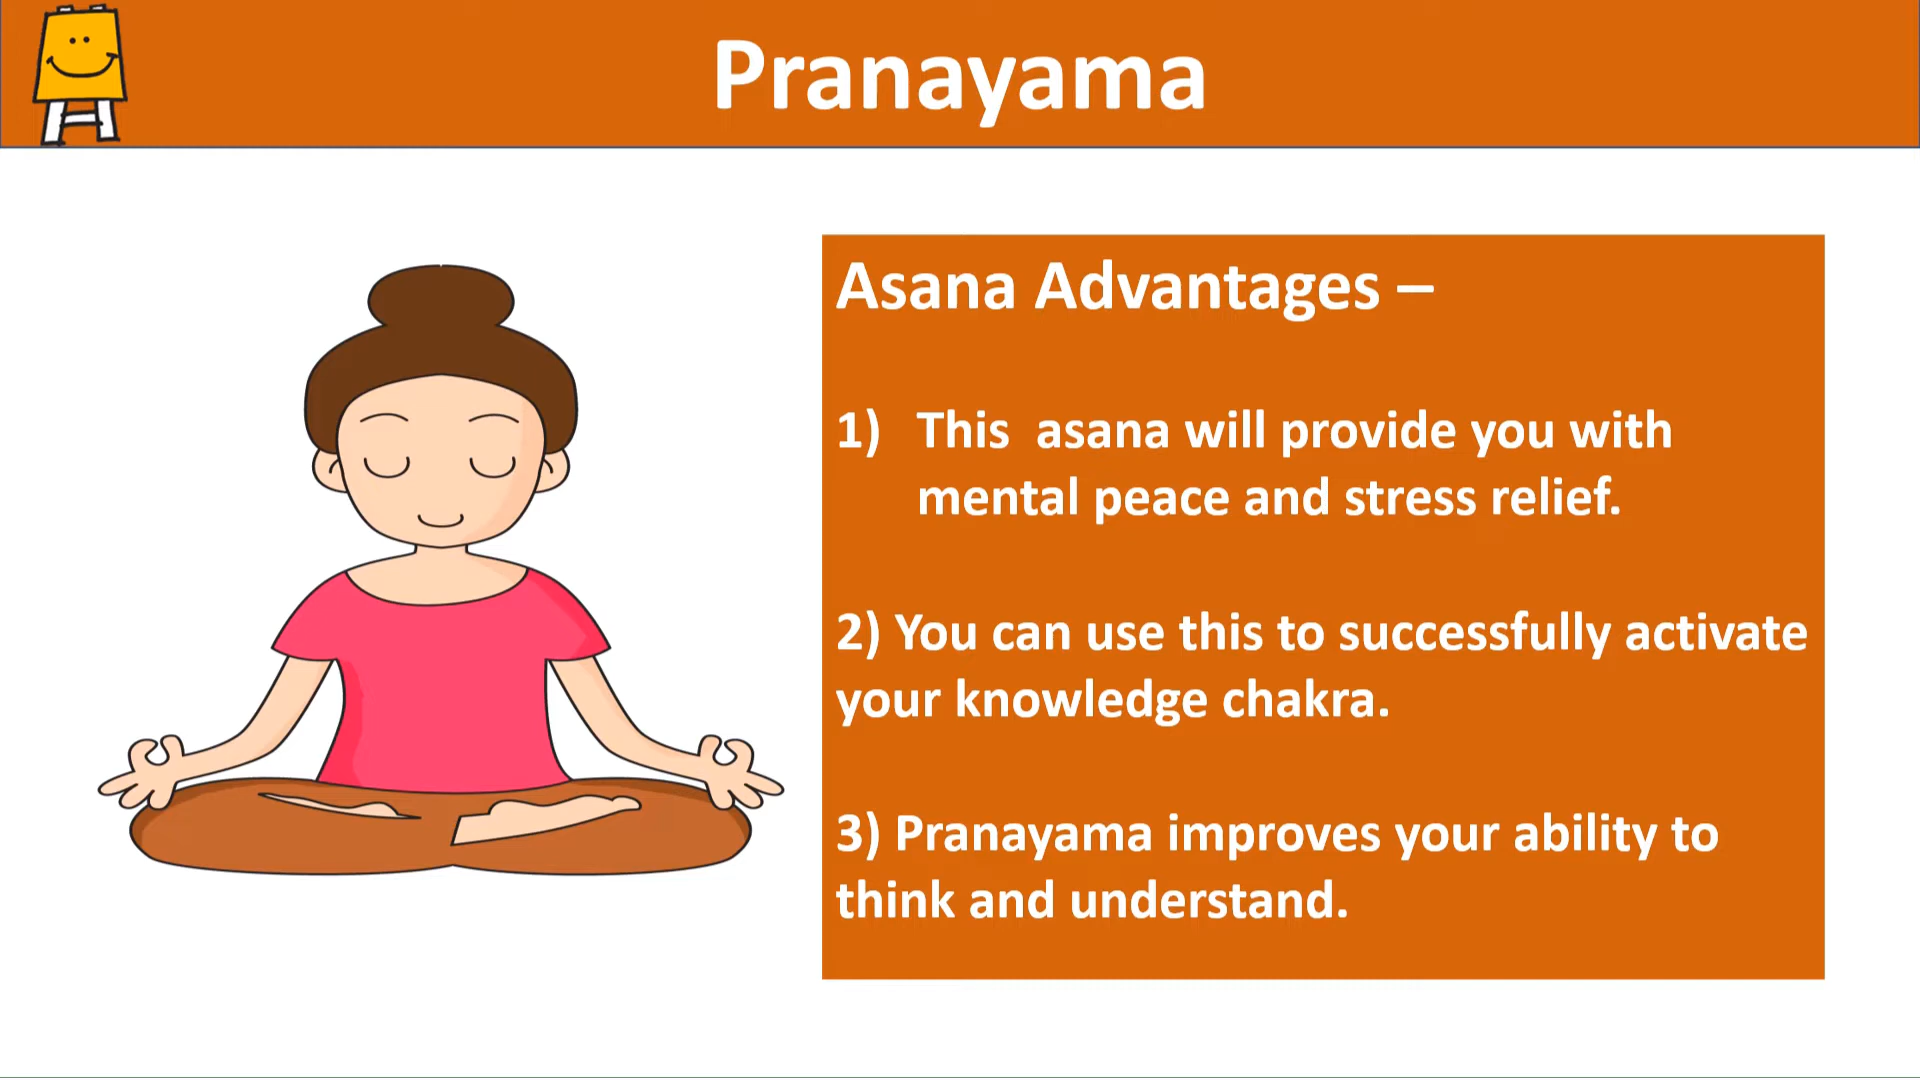 Pranayama
Asana Advantages –
1) This  asana will provide you with
mental peace and stress relief.
2) You can use this to successfully activate
your knowledge chakra.
3) Pranayama improves your ability to
think and understand.